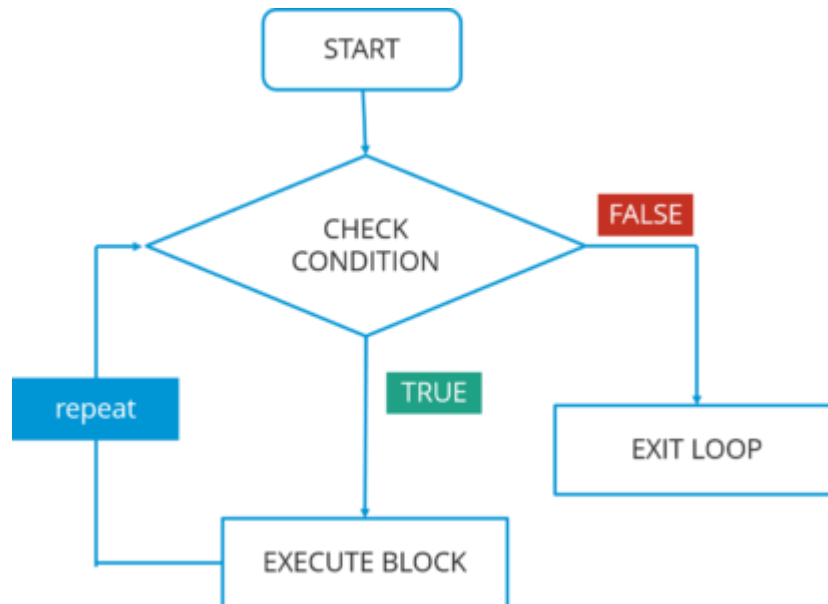 START
CHECK
CONDITION
FALSE
TRUE
repeat
EXIT LOOP
EXECUTE BLOCK